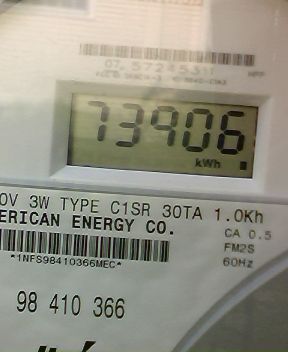 73906
kWh
0V 3W TYPE C1SR 30TA 1.0Kh
ERICAN ENERGY CO.
CA 0.5
FM2S
60Hz
*1NFS98410366MEC*
98 410 366